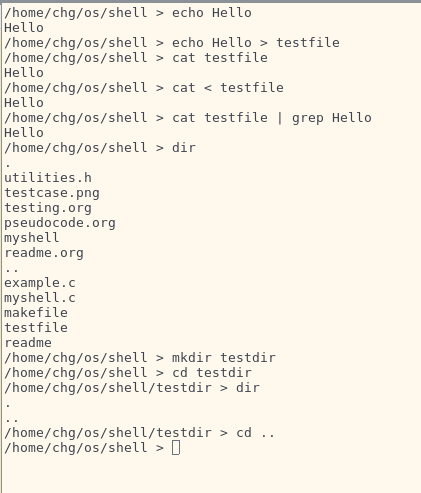 /home/chg/os/shell > echo Hello
Hello
/home/chg/os/shell > echo Hello > testfile
/home/chg/os/shell > cat testfile
Hello
/home/chg/os/shell > cat < testfile
Hello
/home/chg/os/shell > cat testfile | grep Hello
Hello
/home/chg/os/shell > dir
.
utilities.h
testcase.png
testing.org
pseudocode.org
myshell
readme.org
..
example.c
myshell.c
makefile
testfile
readme
/home/chg/os/shell > mkdir testdir
/home/chg/os/shell > cd testdir
/home/chg/os/shell/testdir > dir
.
..
/home/chg/os/shell/testdir > cd ..
/home/chg/os/shell >